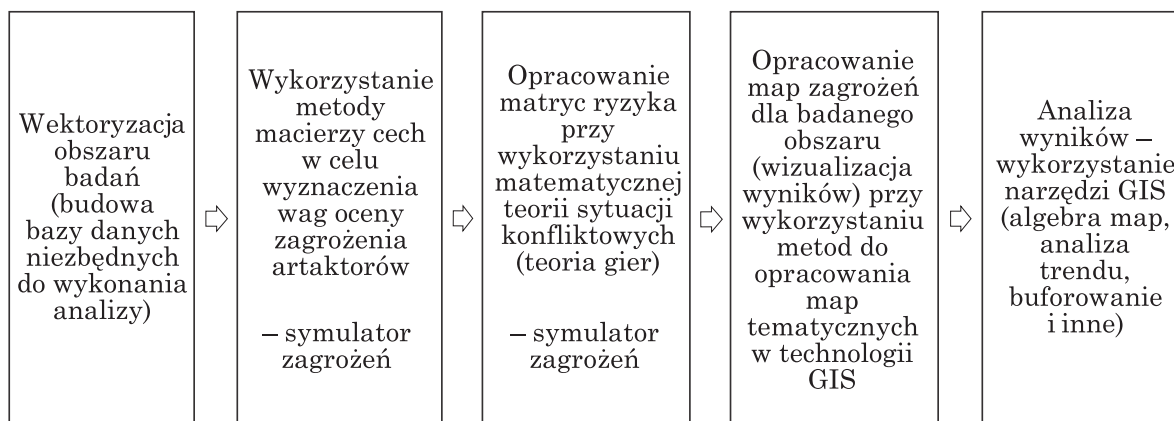 Wektoryzacja
obszaru
badań
(budowa
bazy danych
niezbędnych
do wykonania
analizy)
Wykorzystanie
metody
macierzy cech
w celu
wyznaczenia
wag oceny
zagrożenia
artaktorów
– symulator
zagrożeń
Opracowanie
matryc ryzyka
przy
wykorzystaniu
matematycznej
teorii sytuacji
konfliktowych
(teoria gier)
– symulator
zagrożeń
Opracowanie
map zagrożeń
dla badanego
obszaru
(wizualizacja
wyników) przy
wykorzystaniu
metod do
opracowania
map
tematycznych
w technologii
GIS
Analiza
wyników –
wykorzystanie
narzędzi GIS
(algebra map,
analiza
trendu,
buforowanie
i inne)